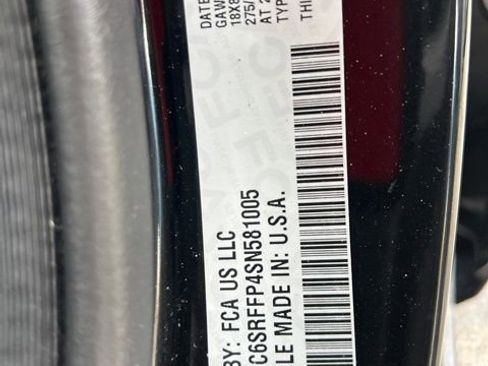 DATE
GAW
18X8
275/
AT 2
TYP
THI
BY: FCA US LLC
C6SRFFP4SN581005
LE MADE IN: U.S.A.